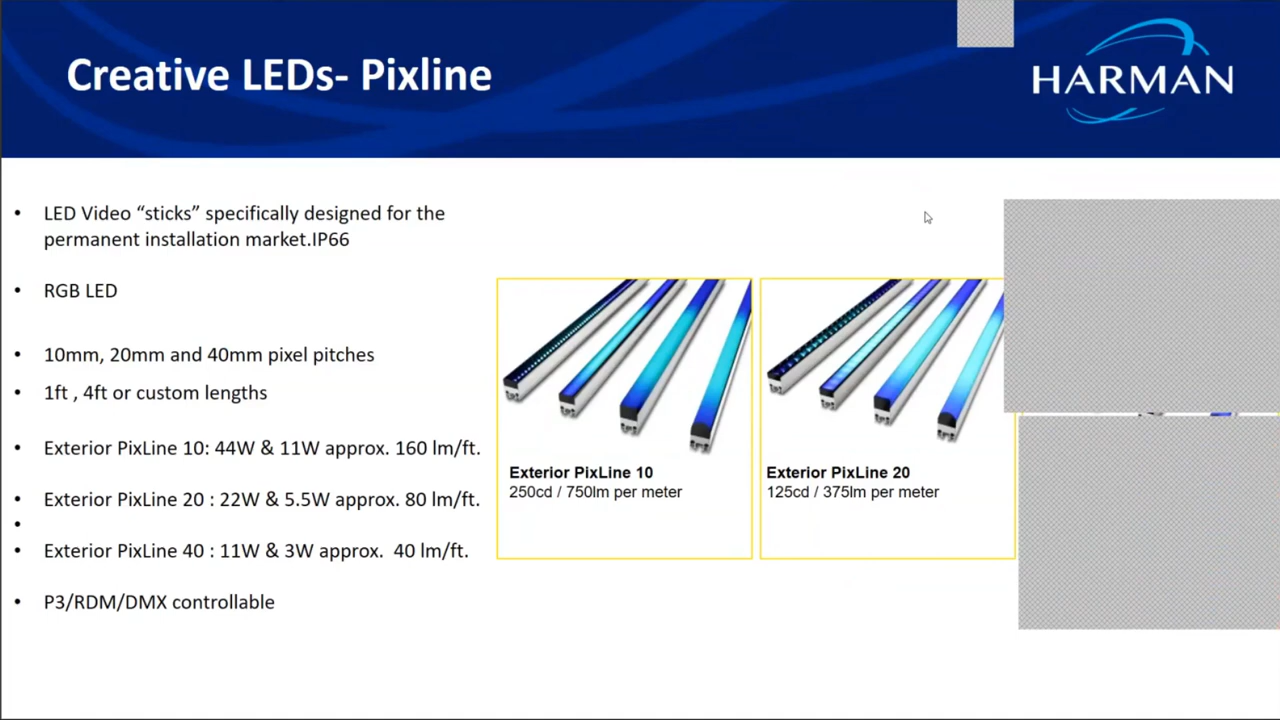 Creative LEDs- Pixline
HARMAN
• LED Video “sticks” specifically designed for the
permanent installation market.IP66
• RGB LED
• 10mm, 20mm and 40mm pixel pitches
• 1ft , 4ft or custom lengths
• Exterior PixLine 10: 44W & 11W approx. 160 lm/ft.
• Exterior PixLine 20 : 22W & 5.5W approx. 80 lm/ft.
•
• Exterior PixLine 40 : 11W & 3W approx.  40 lm/ft.
• P3/RDM/DMX controllable
Exterior PixLine 10
250cd / 750lm per meter
Exterior PixLine 20
125cd / 375lm per meter